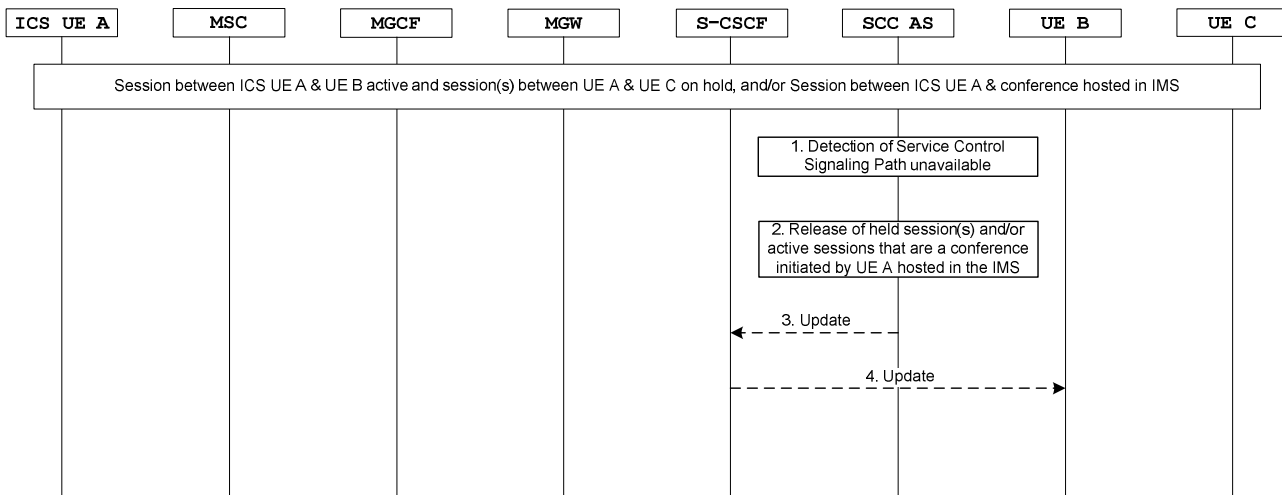 ICS UE A
MSC
MGCF
MGW
S-CSCF
SCC AS
UE B
UE C
Session between ICS UE A & UE B active and session(s) between UE A & UE C on hold, and/or Session between ICS UE A & conference hosted in IMS
1. Detection of Service Control
Signaling Path unavailable
2. Release of held session(s) and/or
active sessions that are a conference
initiated by UE A hosted in the IMS
3. Update
4. Update